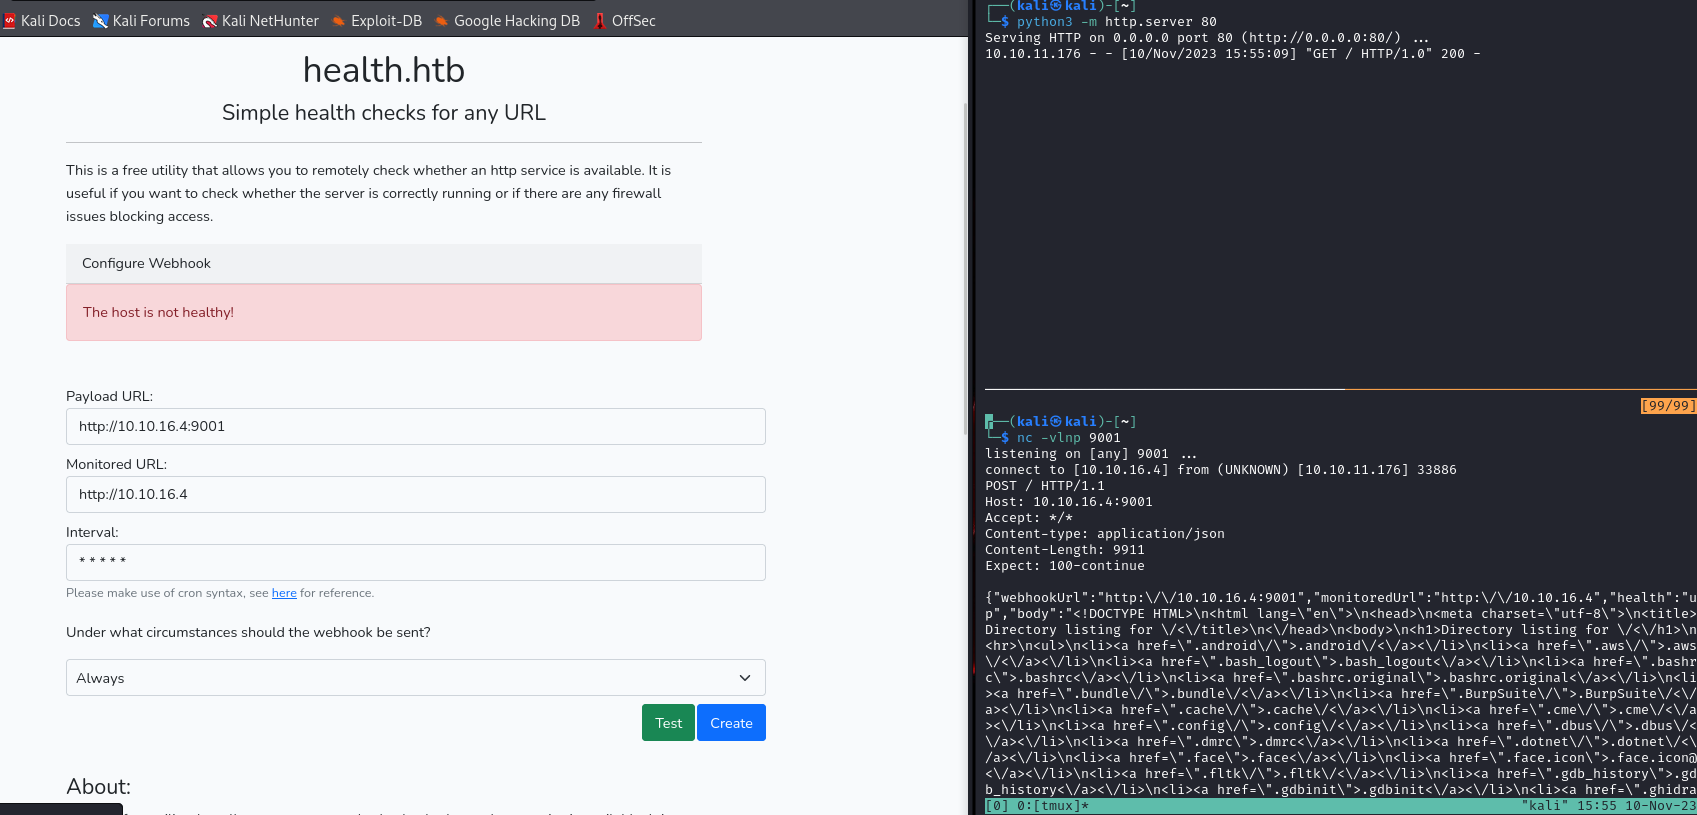 Kali Docs Kali Forums Kali NetHunter Exploit-DB Google Hacking DB OffSec
health.htb
Simple health checks for any URL
This is a free utility that allows you to remotely check whether an http service is available. It is
useful if you want to check whether the server is correctly running or if there are any firewall
issues blocking access.
Configure Webhook
The host is not healthy!
Payload URL:
http://10.10.16.4:9001
Monitored URL:
http://10.10.16.4
Interval:
* * * * *
Please make use of cron syntax, see here for reference.
Under what circumstances should the webhook be sent?
Always
Test Create
About:
┌──(kali㉿kali)-[~]
└─$ python3 -m http.server 80
Serving HTTP on 0.0.0.0 port 80 (http://0.0.0.0:80/) ...
10.10.11.176 - - [10/Nov/2023 15:55:09] "GET / HTTP/1.0" 200 -
[99/99]
┌──(kali㉿kali)-[~]
└─$ nc -vlnp 9001
listening on [any] 9001 ...
connect to [10.10.16.4] from (UNKNOWN) [10.10.11.176] 33886
POST / HTTP/1.1
Host: 10.10.16.4:9001
Accept: */*
Content-type: application/json
Content-Length: 9911
Expect: 100-continue
{"webhookUrl":"http:\/\/10.10.16.4:9001","monitoredUrl":"http:\/\/10.10.16.4","health":"u
p","body":"<!DOCTYPE HTML>\n<html lang=\"en\">\n<head>\n<meta charset=\"utf-8\">\n<title>
Directory listing for \/<\/title>\n<\/head>\n<body>\n<h1>Directory listing for \/<\/h1>\n
<hr>\n<ul>\n<li><a href=\".android\/\">.android\/<\/a><\/li>\n<li><a href=\".aws\/\">.aws
\/<\/a><\/li>\n<li><a href=\".bash_logout\">.bash_logout<\/a><\/li>\n<li><a href=\".bashr
c\">.bashrc<\/a><\/li>\n<li><a href=\".bashrc.original\">.bashrc.original<\/a><\/li>\n<li
><a href=\".bundle\/\">.bundle\/<\/a><\/li>\n<li><a href=\".BurpSuite\/\">.BurpSuite\/<\/
a><\/li>\n<li><a href=\".cache\/\">.cache\/<\/a><\/li>\n<li><a href=\".cme\/\">.cme\/<\/a
><\/li>\n<li><a href=\".config\/\">.config\/<\/a><\/li>\n<li><a href=\".dbus\/\">.dbus\/<
\/a><\/li>\n<li><a href=\".dmrc\">.dmrc<\/a><\/li>\n<li><a href=\".dotnet\/\">.dotnet\/<\
/a><\/li>\n<li><a href=\".face\">.face<\/a><\/li>\n<li><a href=\".face.icon\">.face.icon@
<\/a><\/li>\n<li><a href=\".fltk\/\">.fltk\/<\/a><\/li>\n<li><a href=\".gdb_history\">.gd
b_history<\/a><\/li>\n<li><a href=\".gdbinit\">.gdbinit<\/a><\/li>\n<li><a href=\".ghidra
[0] 0:[tmux]* "kali" 15:55 10-Nov-23